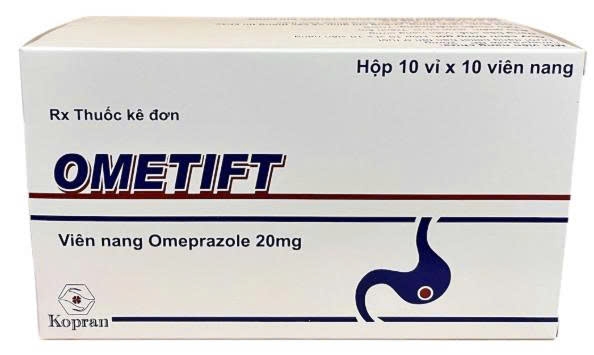 Hộp 10 vỉ x 10 viên nang
Rx Thuốc kê đơn
OMETIFT
Viên nang Omeprazole 20mg
Kopran